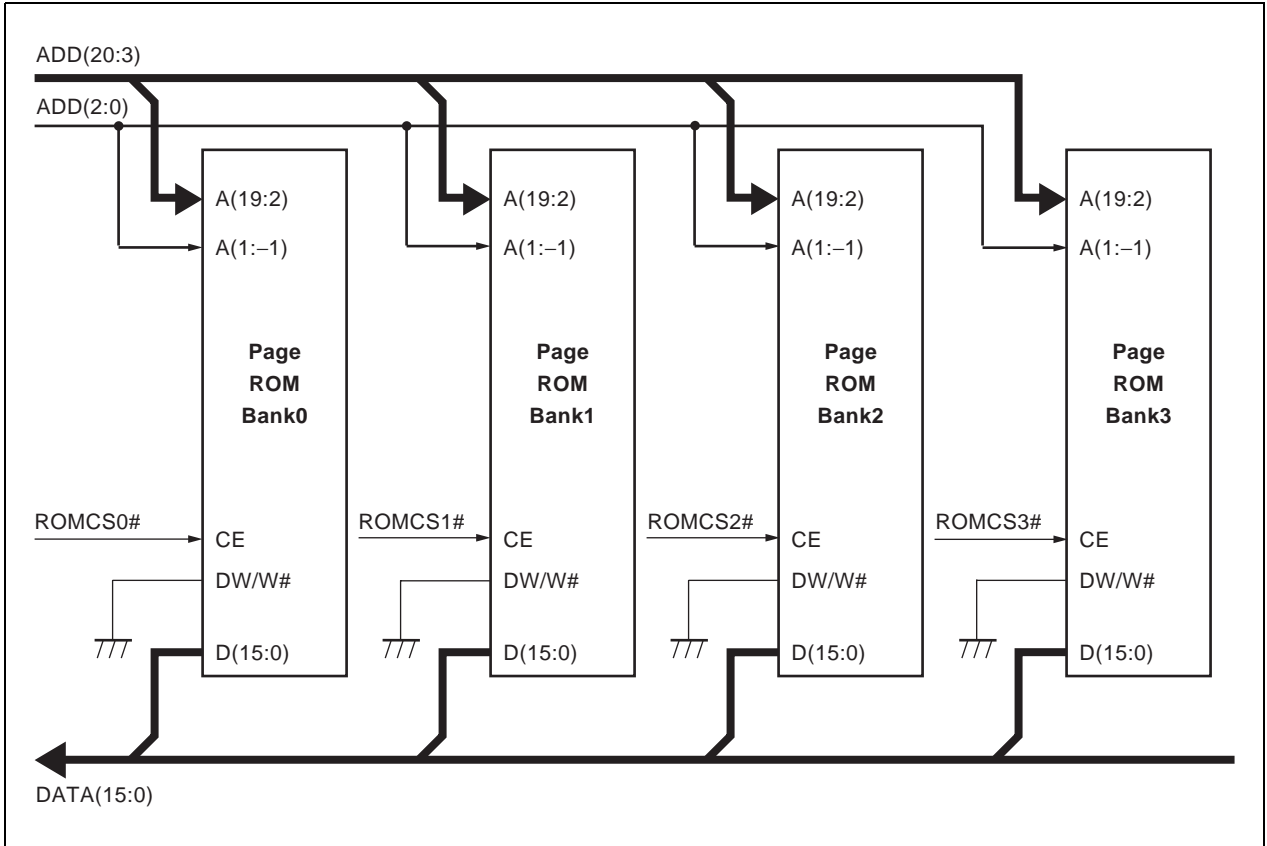 ADD(20:3)
ADD(2:0)
A(19:2)
A(1:−1)
Page
ROM
Bank0
ROMCS0#
CE
DW/W#
D(15:0)
A(19:2)
A(1:−1)
Page
ROM
Bank1
ROMCS1#
CE
DW/W#
D(15:0)
A(19:2)
A(1:−1)
Page
ROM
Bank2
ROMCS2#
CE
DW/W#
D(15:0)
A(19:2)
A(1:−1)
Page
ROM
Bank3
ROMCS3#
CE
DW/W#
D(15:0)
DATA(15:0)